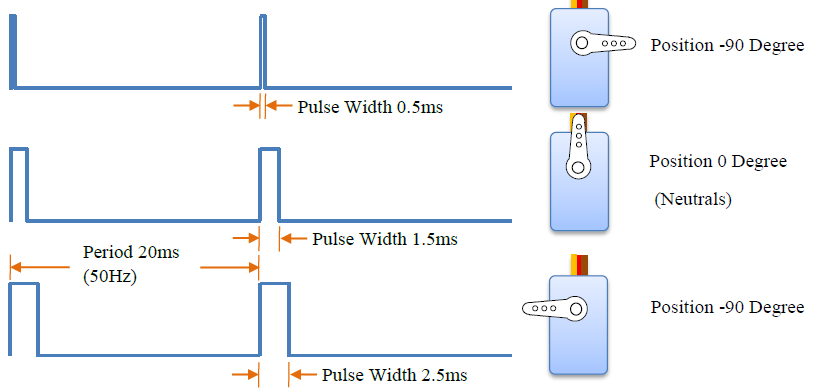 Position -90 Degree
Pulse Width 0.5ms
Position 0 Degree
(Neutrals)
Pulse Width 1.5ms
Period 20ms
(50Hz)
Position -90 Degree
Pulse Width 2.5ms